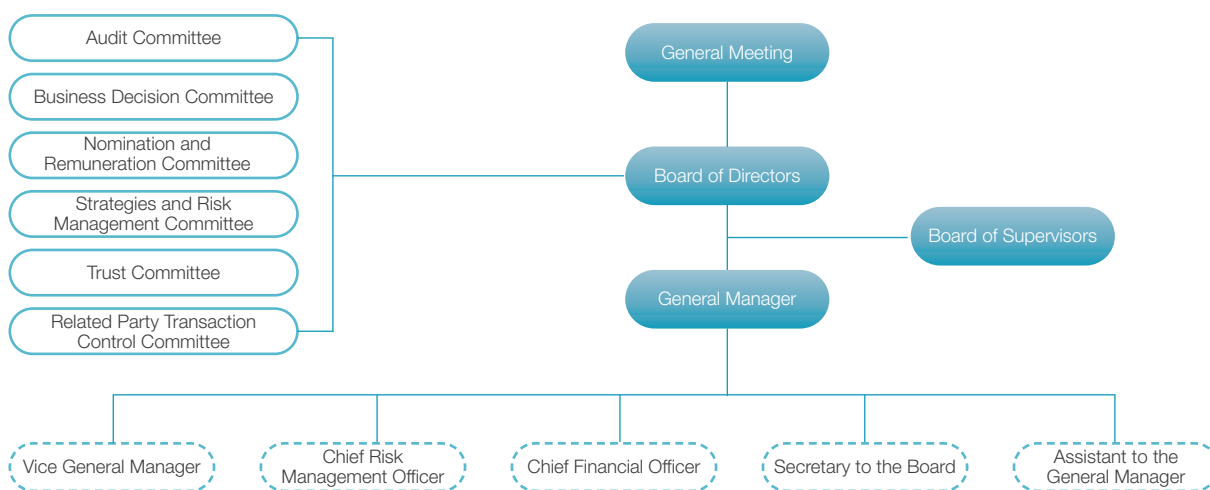 Audit Committee
Business Decision Committee
Nomination and
Remuneration Committee
Strategies and Risk
Management Committee
Trust Committee
Related Party Transaction
Control Committee
General Meeting
Board of Directors
Board of Supervisors
General Manager
Vice General Manager
Chief Risk
Management Officer
Chief Financial Officer
Secretary to the Board
Assistant to the
General Manager